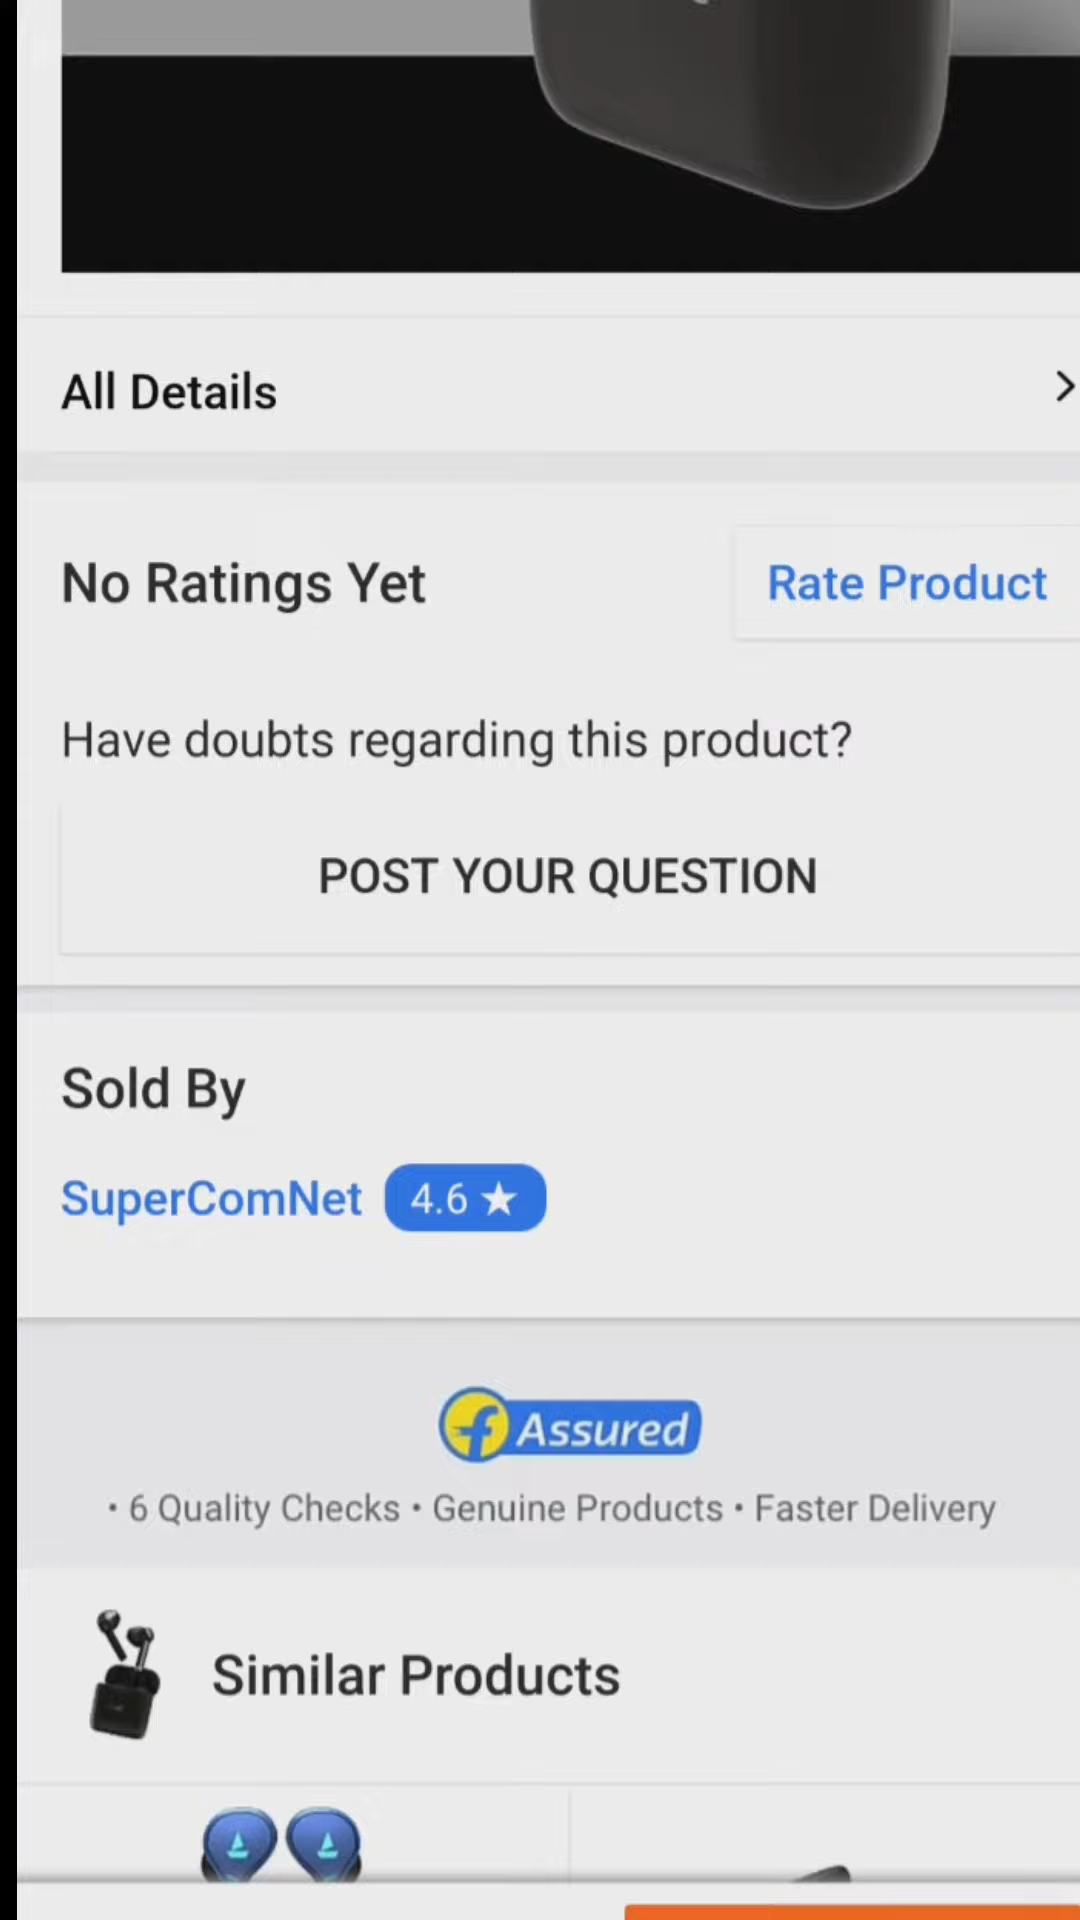 All Details
No Ratings Yet
Rate Product
Have doubts regarding this product?
POST YOUR QUESTION
Sold By
SuperComNet 4.6 ★
f Assured
• 6 Quality Checks • Genuine Products • Faster Delivery
Similar Products